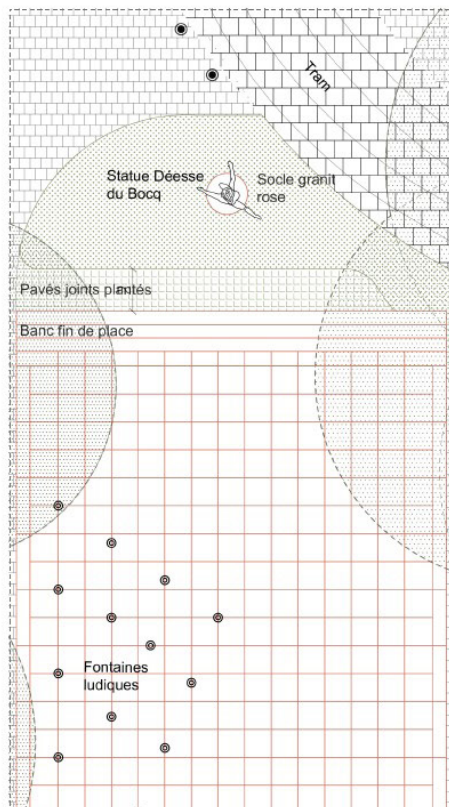 Tram
Statue Déesse
du Bocq
Socle granit
rose
Pavés joints plantés
Banc fin de place
Fontaines
ludiques